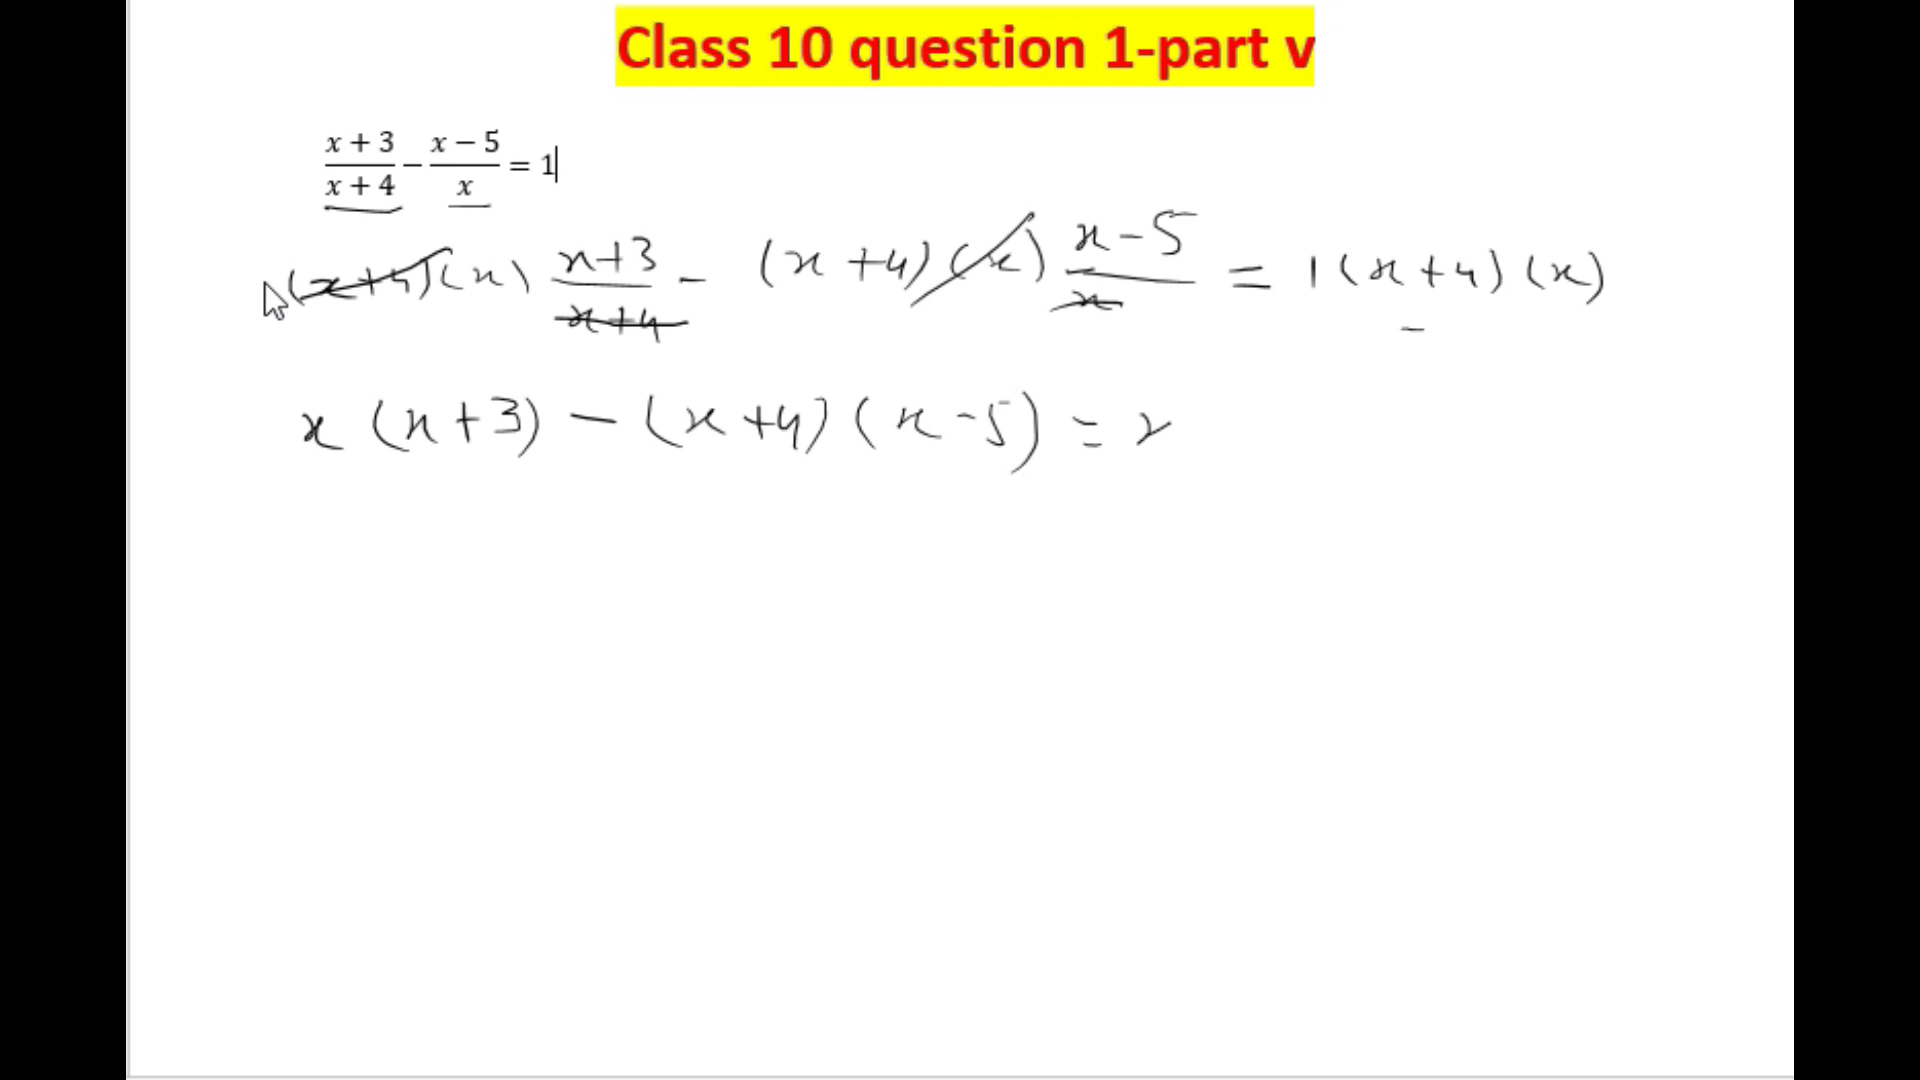 Class 10 question 1-part v
x + 3 / x + 4 − x − 5 / x = 1
(x+4)(x) x+3 / x+4 − (x+4)(x) x−5 / x = 1(x+4)(x)
x(x+3) − (x+4)(x−5) = x